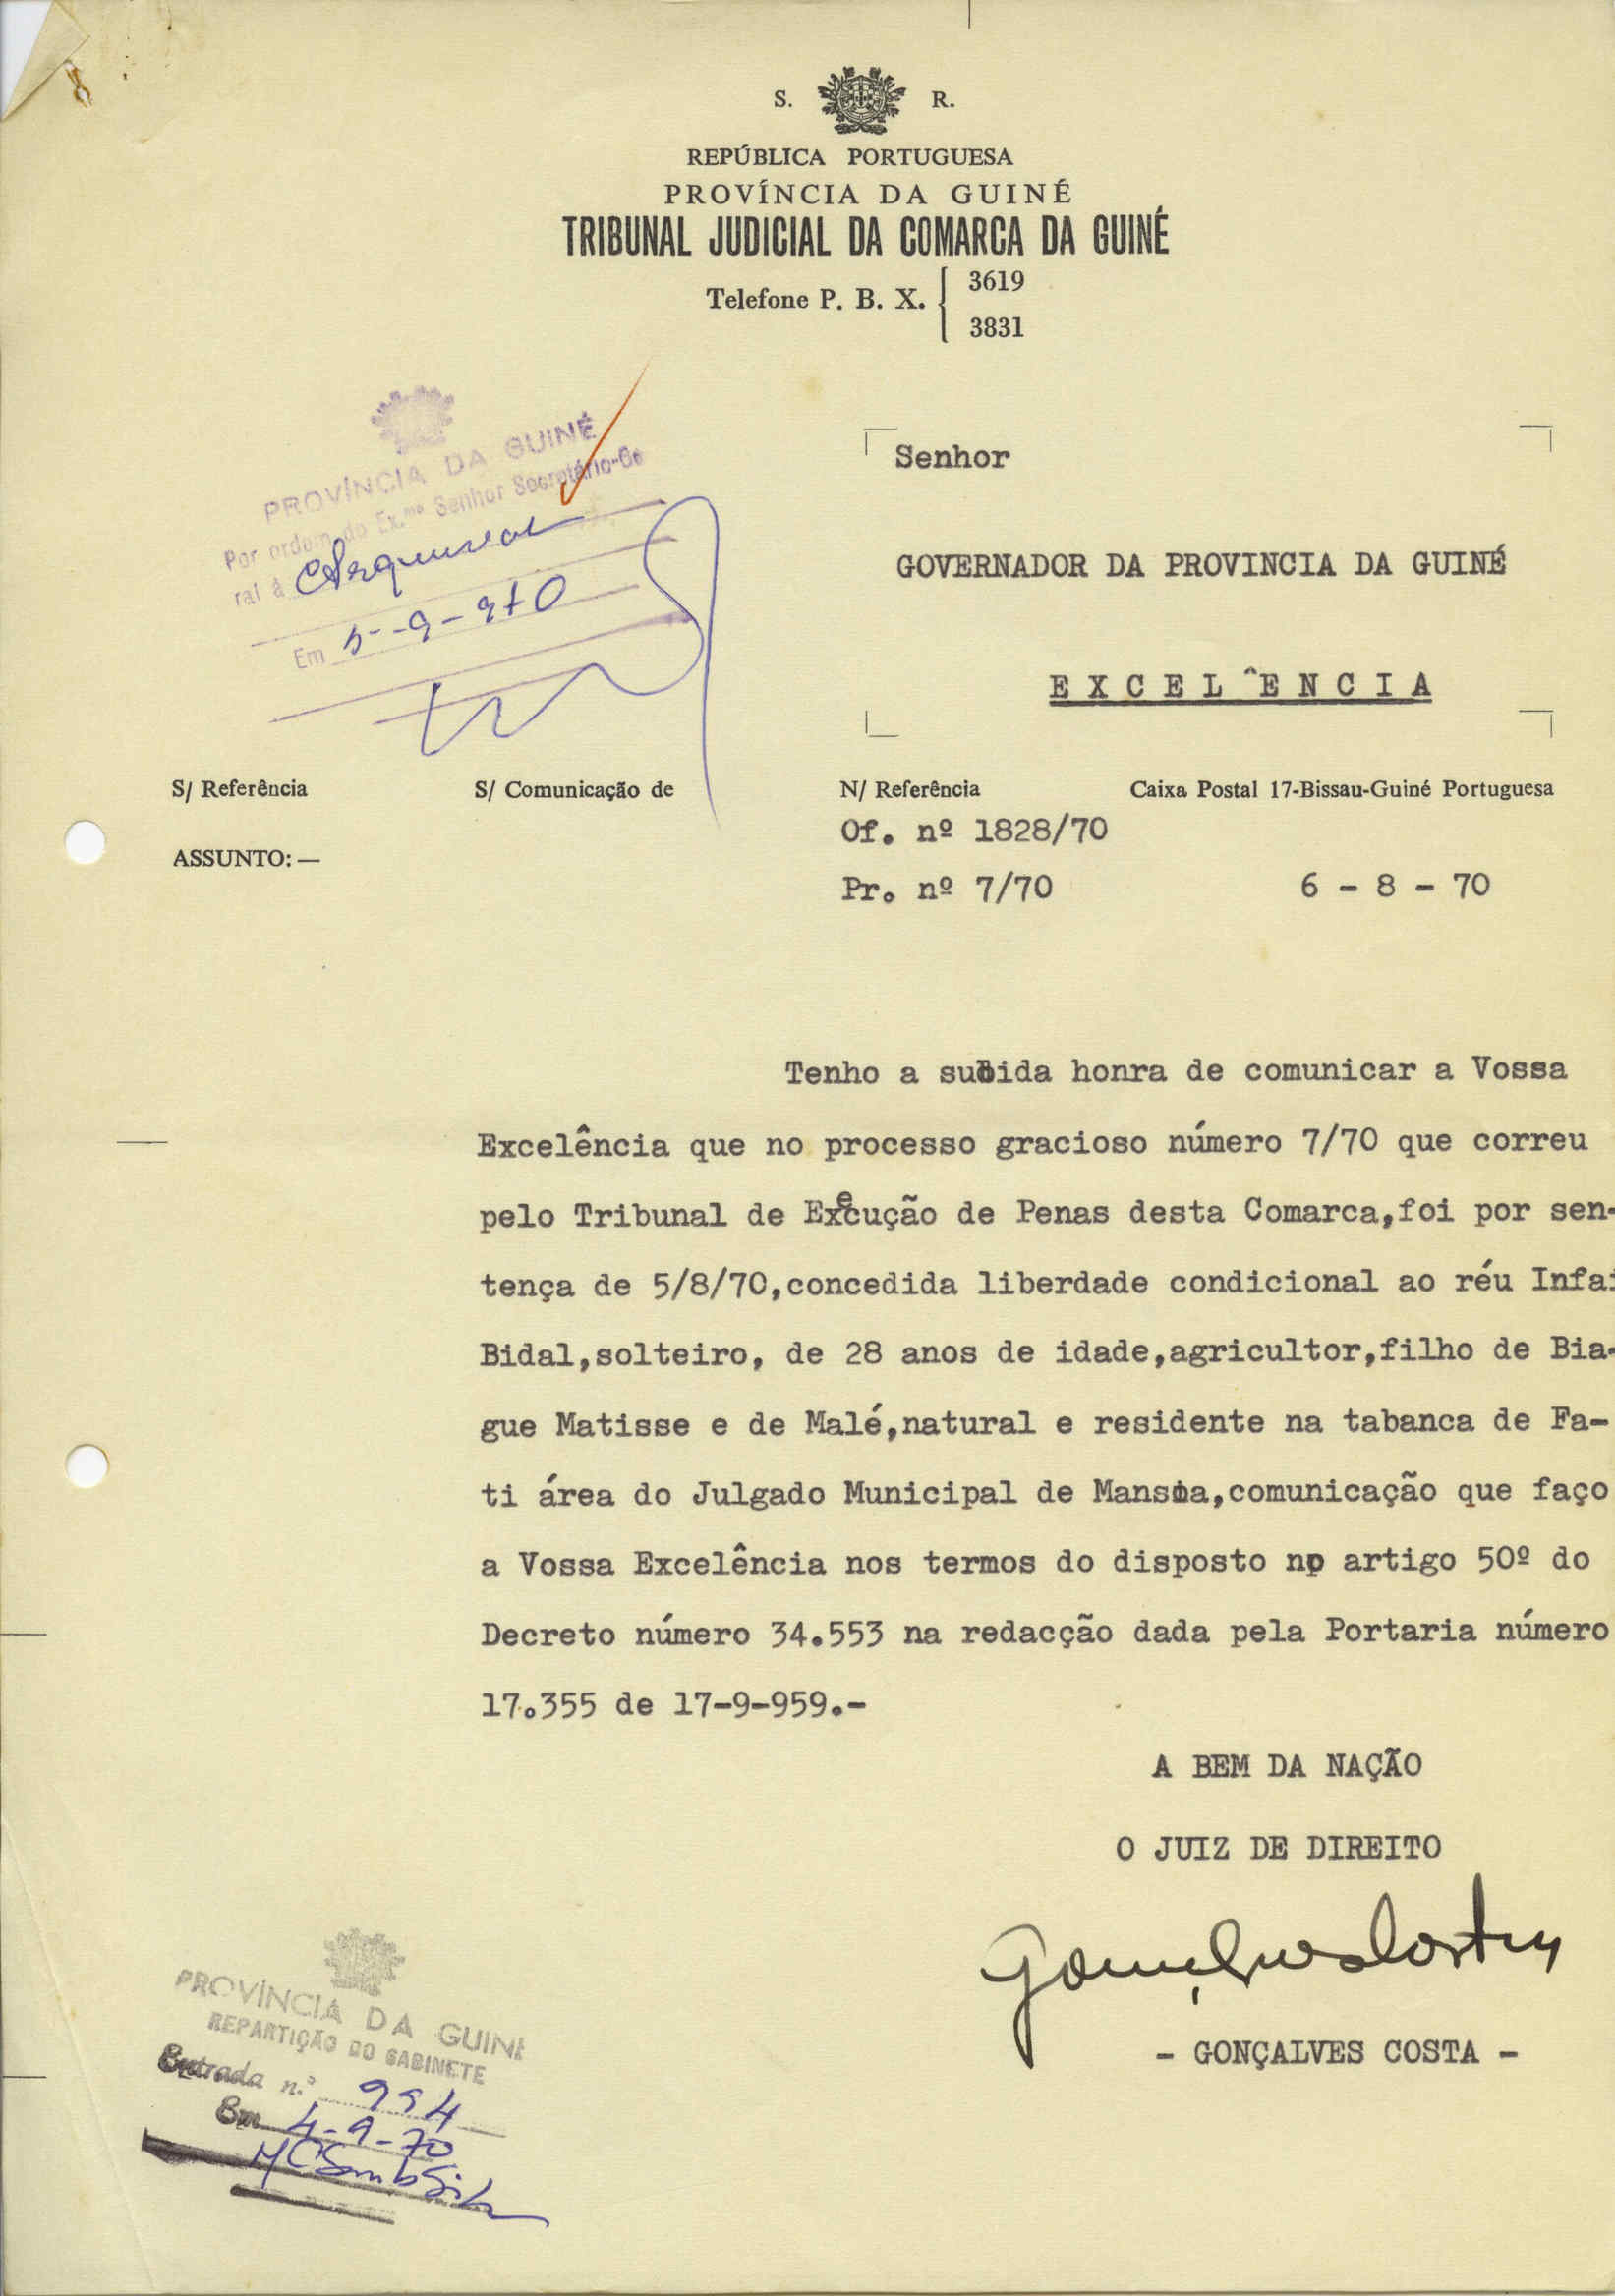 S. R.
REPÚBLICA PORTUGUESA
PROVÍNCIA DA GUINÉ
TRIBUNAL JUDICIAL DA COMARCA DA GUINÉ
Telefone P. B. X. { 3619
3831
PROVÍNCIA DA GUINÉ
Por ordem do Ex.mo Senhor Secretário-Ge
ral à Arquivar
Em 5-9-970
Senhor
GOVERNADOR DA PROVINCIA DA GUINÉ
E X C E L ^E N C I A
S/ Referência S/ Comunicação de N/ Referência Caixa Postal 17-Bissau-Guiné Portuguesa
Of. nº 1828/70
ASSUNTO: —
Pr. nº 7/70 6 - 8 - 70
Tenho a subida honra de comunicar a Vossa
Excelência que no processo gracioso número 7/70 que correu
pelo Tribunal de Execução de Penas desta Comarca,foi por sen-
tença de 5/8/70,concedida liberdade condicional ao réu Infai
Bidal,solteiro, de 28 anos de idade,agricultor,filho de Bia-
gue Matisse e de Malé,natural e residente na tabanca de Fa-
ti área do Julgado Municipal de Mansoa,comunicação que faço
a Vossa Excelência nos termos do disposto no artigo 50º do
Decreto número 34.553 na redacção dada pela Portaria número
17.355 de 17-9-959.-
A BEM DA NAÇÃO
O JUIZ DE DIREITO
Gonçalves Costa
- GONÇALVES COSTA -
PROVÍNCIA DA GUINÉ
REPARTIÇÃO DO GABINETE
Entrada n.º 994
Em 4-9-70